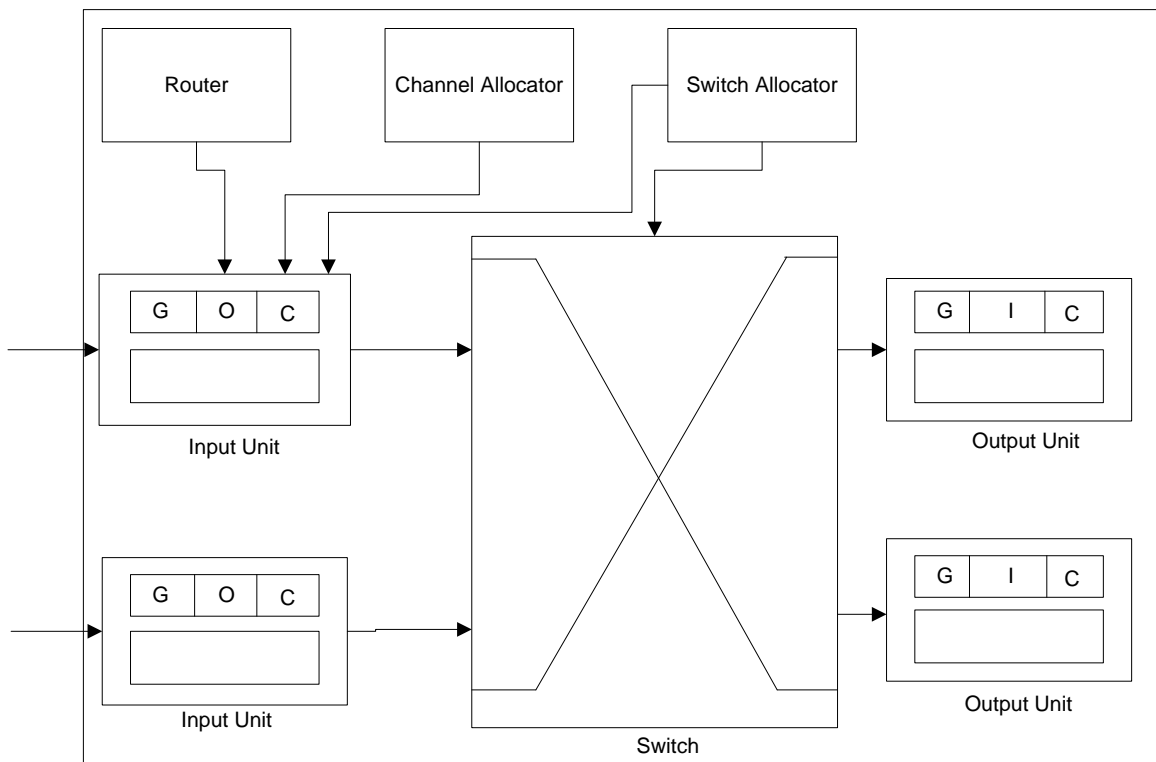 Router
Channel Allocator
Switch Allocator
G O C
G I C
Input Unit
Output Unit
G O C
G I C
Input Unit
Output Unit
Switch